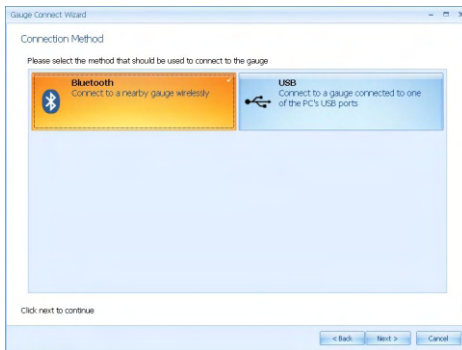 Gauge Connect Wizard
Connection Method
Please select the method that should be used to connect to the gauge
Bluetooth
Connect to a nearby gauge wirelessly
USB
Connect to a gauge connected to one
of the PC's USB ports
Click next to continue
< Back
Next >
Cancel